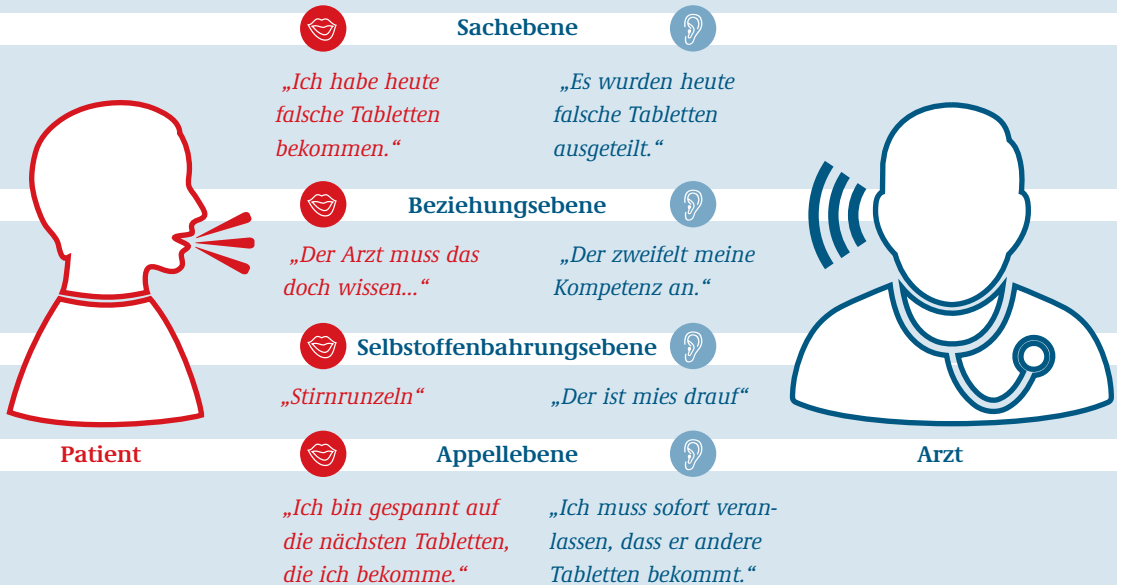 Sachebene
„Ich habe heute
falsche Tabletten
bekommen.“
„Es wurden heute
falsche Tabletten
ausgeteilt.“
Beziehungsebene
„Der Arzt muss das
doch wissen...“
„Der zweifelt meine
Kompetenz an.“
Selbstoffenbahrungsebene
„Stirnrunzeln“
„Der ist mies drauf“
Patient
Appellebene
Arzt
„Ich bin gespannt auf
die nächsten Tabletten,
die ich bekomme.“
„Ich muss sofort veran-
lassen, dass er andere
Tabletten bekommt.“